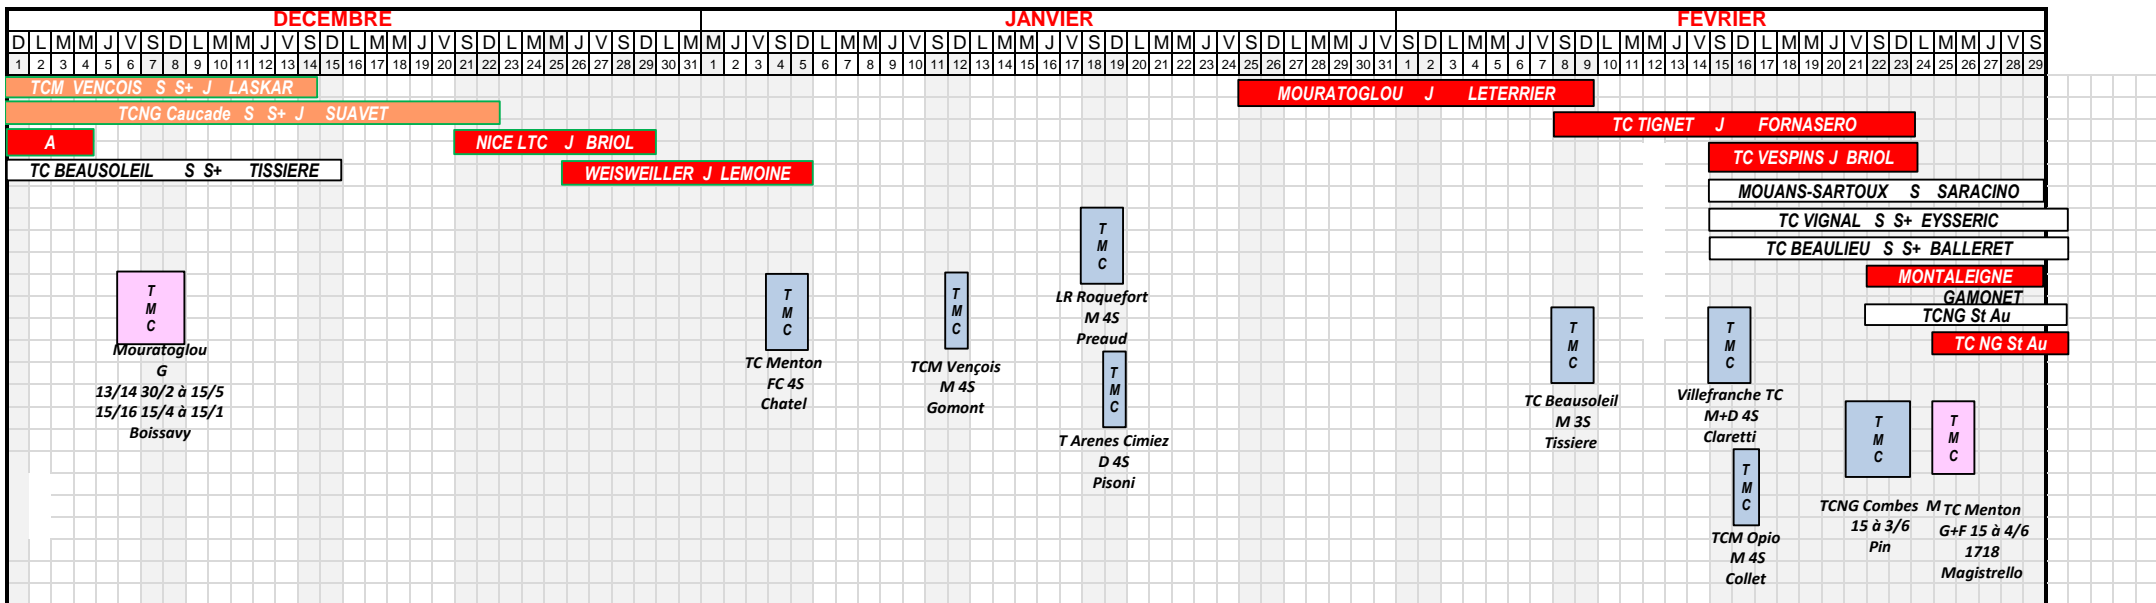 DECEMBRE JANVIER FEVRIER
D L M M J V S D L M M J V S D L M M J V S D L M M J V S D L M M J V S D L M M J V S D L M M J V S D L M M J V S D L M M J V S D L M M J V S D L M M J V S D L M M J V S D L M M J V S
1 2 3 4 5 6 7 8 9 10 11 12 13 14 15 16 17 18 19 20 21 22 23 24 25 26 27 28 29 30 31 1 2 3 4 5 6 7 8 9 10 11 12 13 14 15 16 17 18 19 20 21 22 23 24 25 26 27 28 29 30 31 1 2 3 4 5 6 7 8 9 10 11 12 13 14 15 16 17 18 19 20 21 22 23 24 25 26 27 28 29
TCM VENCOIS S S+ J LASKAR
MOURATOGLOU J LETERRIER
TCNG Caucade S S+ J SUAVET
TC TIGNET J FORNASERO
A
NICE LTC J BRIOL
TC VESPINS J BRIOL
TC BEAUSOLEIL S S+ TISSIERE
WEISWEILLER J LEMOINE
MOUANS-SARTOUX S SARACINO
TC VIGNAL S S+ EYSSERIC
TC BEAULIEU S S+ BALLERET
MONTALEIGNE
GAMONET
TCNG St Au
TC NG St Au
T
M
C
Mouratoglou
G
13/14 30/2 à 15/5
15/16 15/4 à 15/1
Boissavy
T
M
C
TC Menton
FC 4S
Chatel
T
M
C
TCM Vençois
M 4S
Gomont
T
M
C
LR Roquefort
M 4S
Preaud
T
M
C
T Arenes Cimiez
D 4S
Pisoni
T
M
C
TC Beausoleil
M 3S
Tissiere
T
M
C
Villefranche TC
M+D 4S
Claretti
T
M
C
TCM Opio
M 4S
Collet
T
M
C
TCNG Combes M
15 à 3/6
Pin
T
M
C
TC Menton
G+F 15 à 4/6
1718
Magistrello